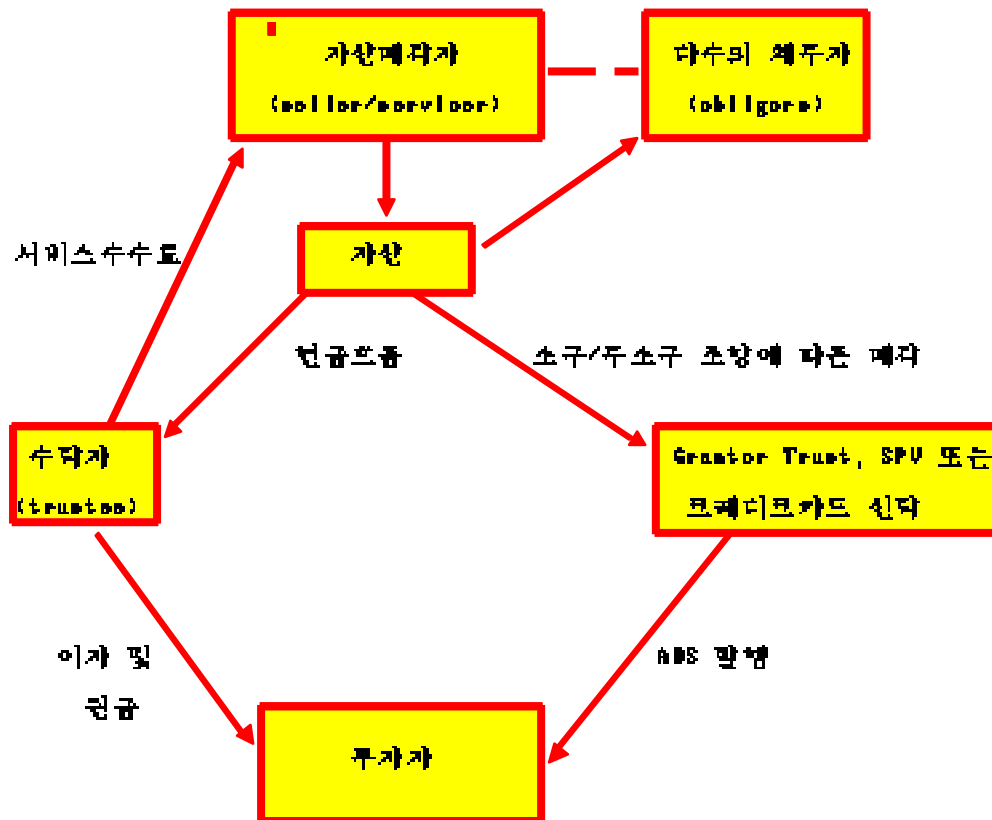 자산매각자
(seller/servicer)
다수의 채무자
(obligors)
자산
서비스수수료
현금흐름
소구/무소구 조항에 따른 매각
수탁자
(trustee)
Grantor Trust, SPV 또는
크레디크카드 신탁
이자 및
원금
ABS 발행
투자자